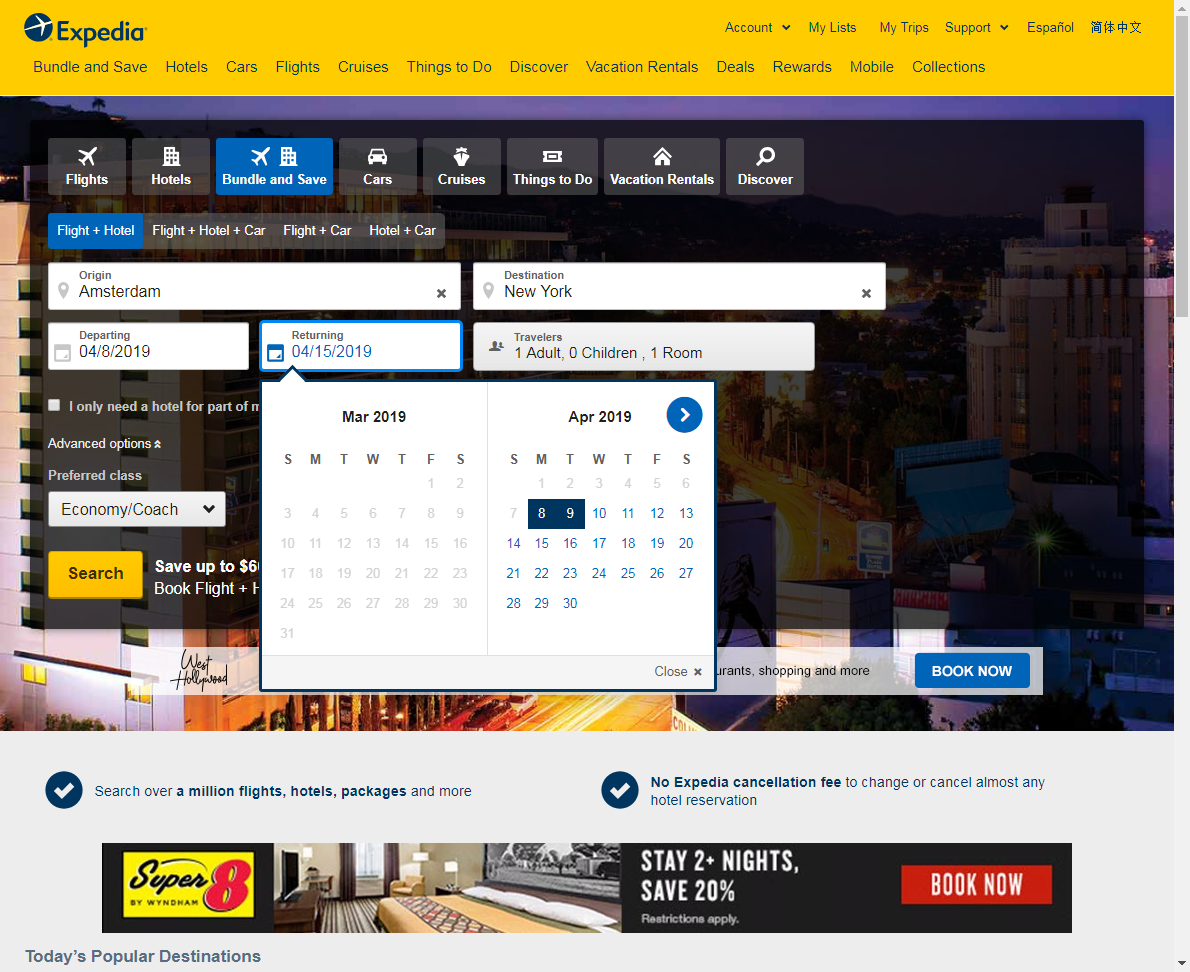 Expedia
Account My Lists My Trips Support Español 简体中文
Bundle and Save Hotels Cars Flights Cruises Things to Do Discover Vacation Rentals Deals Rewards Mobile Collections
Flights Hotels Bundle and Save Cars Cruises Things to Do Vacation Rentals Discover
Flight + Hotel Flight + Hotel + Car Flight + Car Hotel + Car
Origin
Amsterdam
Destination
New York
Departing
04/8/2019
Returning
04/15/2019
Travelers
1 Adult, 0 Children , 1 Room
I only need a hotel for part of m
Advanced options
Preferred class
Economy/Coach
Search
Save up to $6
Book Flight + H
Mar 2019
S M T W T F S
1 2
3 4 5 6 7 8 9
10 11 12 13 14 15 16
17 18 19 20 21 22 23
24 25 26 27 28 29 30
31
Apr 2019
S M T W T F S
1 2 3 4 5 6
7 8 9 10 11 12 13
14 15 16 17 18 19 20
21 22 23 24 25 26 27
28 29 30
Close ×
West
Hollywood
urants, shopping and more
BOOK NOW
Search over a million flights, hotels, packages and more
No Expedia cancellation fee to change or cancel almost any
hotel reservation
Super 8
BY WYNDHAM
STAY 2+ NIGHTS,
SAVE 20%
Restrictions apply.
BOOK NOW
Today's Popular Destinations